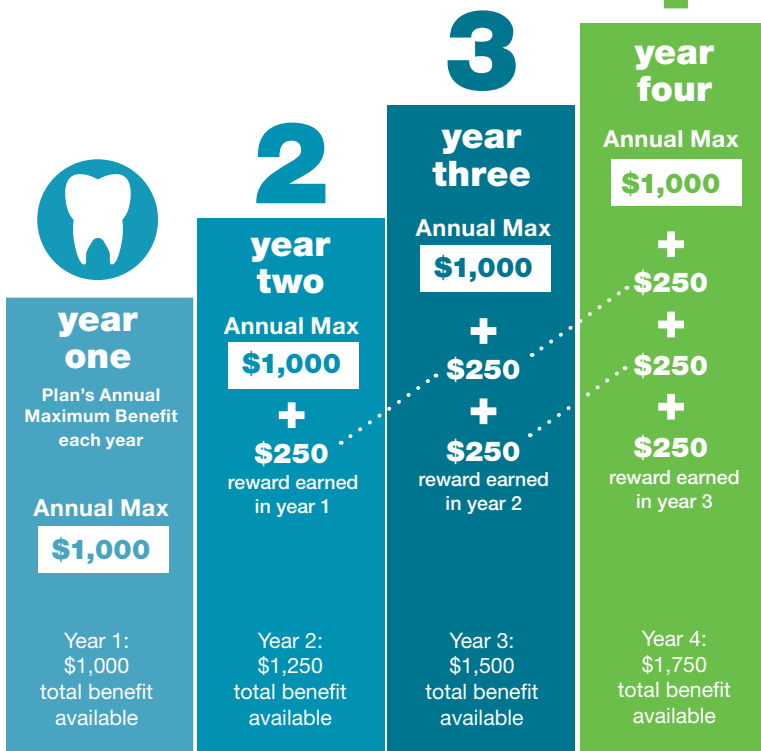 year
one
Plan's Annual
Maximum Benefit
each year
Annual Max
$1,000
Year 1:
$1,000
total benefit
available
2
year
two
Annual Max
$1,000
+
$250
reward earned
in year 1
Year 2:
$1,250
total benefit
available
3
year
three
Annual Max
$1,000
+
$250
+
$250
reward earned
in year 2
Year 3:
$1,500
total benefit
available
year
four
Annual Max
$1,000
+
$250
+
$250
+
$250
reward earned
in year 3
Year 4:
$1,750
total benefit
available